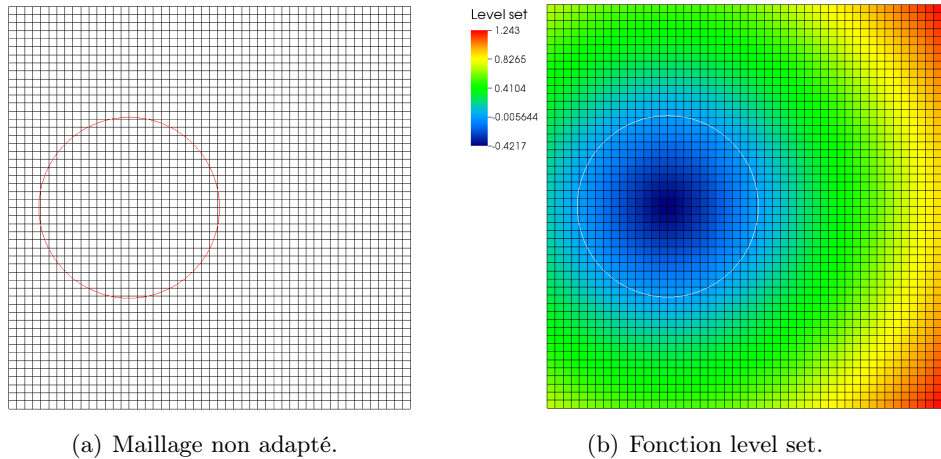 Level set
1.243
0.8265
0.4104
-0.005644
-0.4217
(a) Maillage non adapté.
(b) Fonction level set.